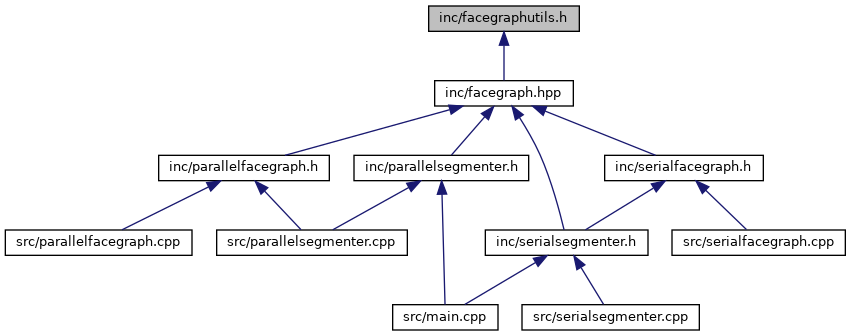 inc/facegraphutils.h
inc/facegraph.hpp
inc/parallelfacegraph.h
inc/parallelsegmenter.h
inc/serialfacegraph.h
src/parallelfacegraph.cpp
src/parallelsegmenter.cpp
inc/serialsegmenter.h
src/serialfacegraph.cpp
src/main.cpp
src/serialsegmenter.cpp